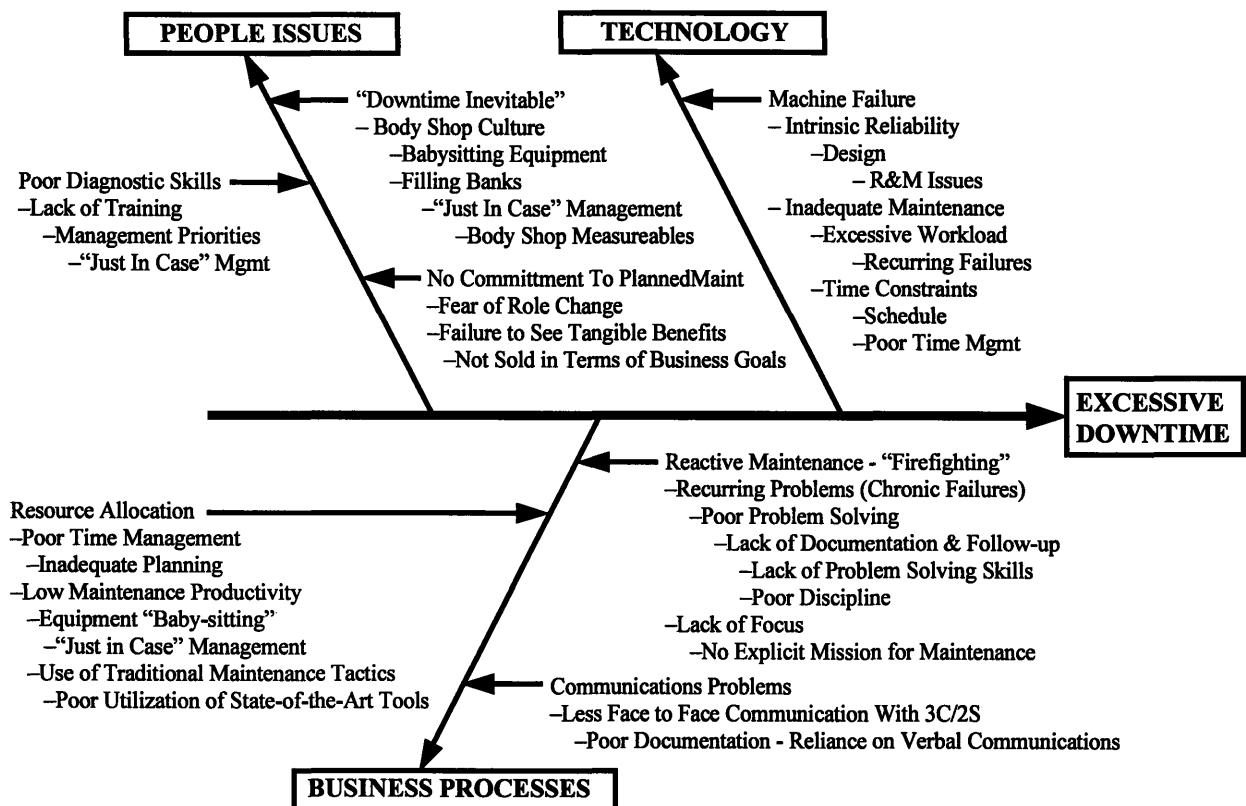 PEOPLE ISSUES
TECHNOLOGY
“Downtime Inevitable”
– Body Shop Culture
–Babysitting Equipment
–Filling Banks
–“Just In Case” Management
–Body Shop Measureables
Poor Diagnostic Skills
–Lack of Training
–Management Priorities
–“Just In Case” Mgmt
No Committment To PlannedMaint
–Fear of Role Change
–Failure to See Tangible Benefits
–Not Sold in Terms of Business Goals
Machine Failure
– Intrinsic Reliability
–Design
– R&M Issues
– Inadequate Maintenance
–Excessive Workload
–Recurring Failures
–Time Constraints
–Schedule
–Poor Time Mgmt
EXCESSIVE
DOWNTIME
Reactive Maintenance - “Firefighting”
–Recurring Problems (Chronic Failures)
–Poor Problem Solving
–Lack of Documentation & Follow-up
–Lack of Problem Solving Skills
–Poor Discipline
–Lack of Focus
–No Explicit Mission for Maintenance
Resource Allocation
–Poor Time Management
–Inadequate Planning
–Low Maintenance Productivity
–Equipment “Baby-sitting”
–“Just in Case” Management
–Use of Traditional Maintenance Tactics
–Poor Utilization of State-of-the-Art Tools
Communications Problems
–Less Face to Face Communication With 3C/2S
–Poor Documentation - Reliance on Verbal Communications
BUSINESS PROCESSES